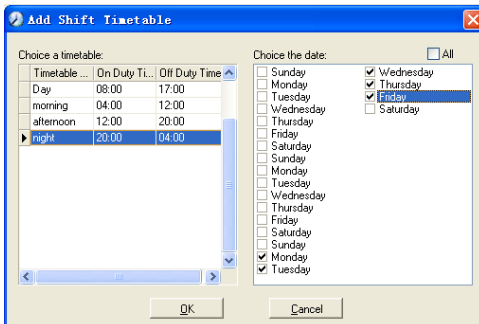 Add Shift Timetable
Choice a timetable:
Timetable ... On Duty Ti... Off Duty Time
Day 08:00 17:00
morning 04:00 12:00
afternoon 12:00 20:00
night 20:00 04:00
Choice the date:
All
Sunday
Monday
Tuesday
Wednesday
Thursday
Friday
Saturday
Sunday
Monday
Tuesday
Wednesday
Thursday
Friday
Saturday
Sunday
Monday
Tuesday
Wednesday
Thursday
Friday
Saturday
OK
Cancel